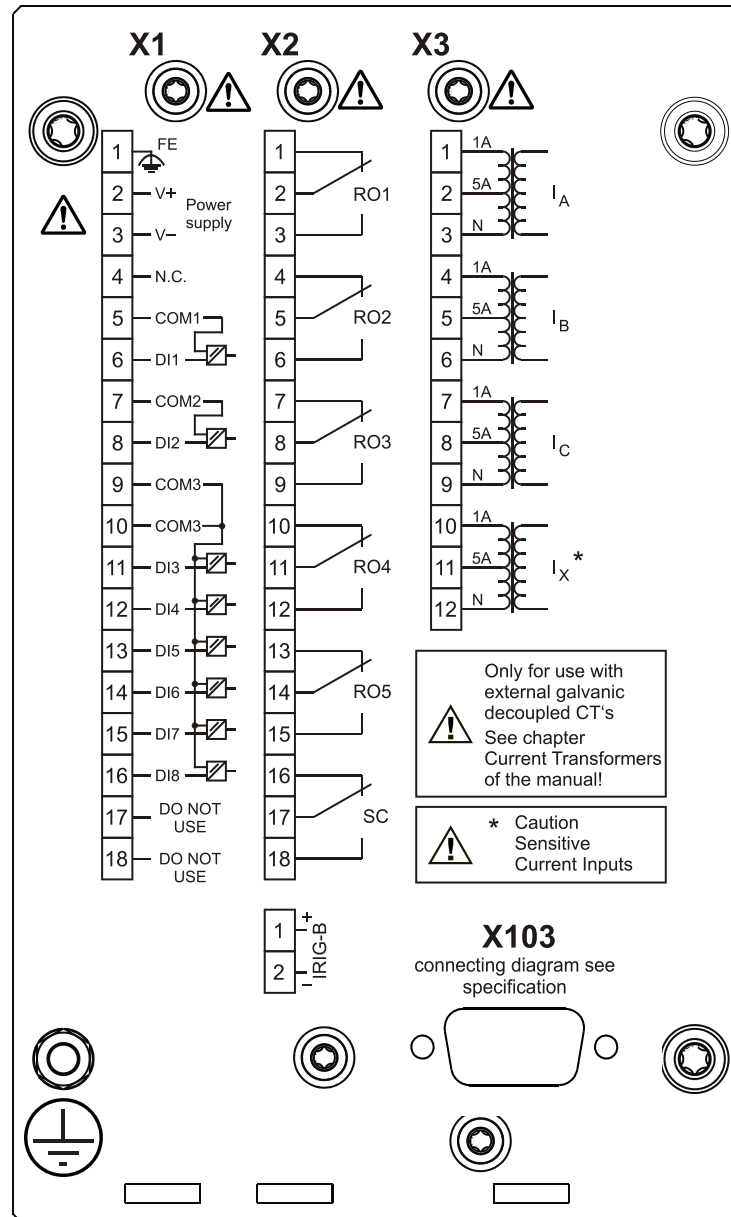 X1
X2
X3
1 FE
2 V+
Power
supply
3 V–
4 N.C.
5 COM1
6 DI1
7 COM2
8 DI2
9 COM3
10 COM3
11 DI3
12 DI4
13 DI5
14 DI6
15 DI7
16 DI8
17 DO NOT
USE
18 DO NOT
USE
1
2 RO1
3
4
5 RO2
6
7
8 RO3
9
10
11 RO4
12
13
14 RO5
15
16
17 SC
18
1 +
2 –
IRIG-B
1 1A
2 5A IA
3 N
4 1A
5 5A IB
6 N
7 1A
8 5A IC
9 N
10 1A
11 5A IX*
12 N
Only for use with
external galvanic
decoupled CT‘s
See chapter
Current Transformers
of the manual!
* Caution
Sensitive
Current Inputs
X103
connecting diagram see
specification